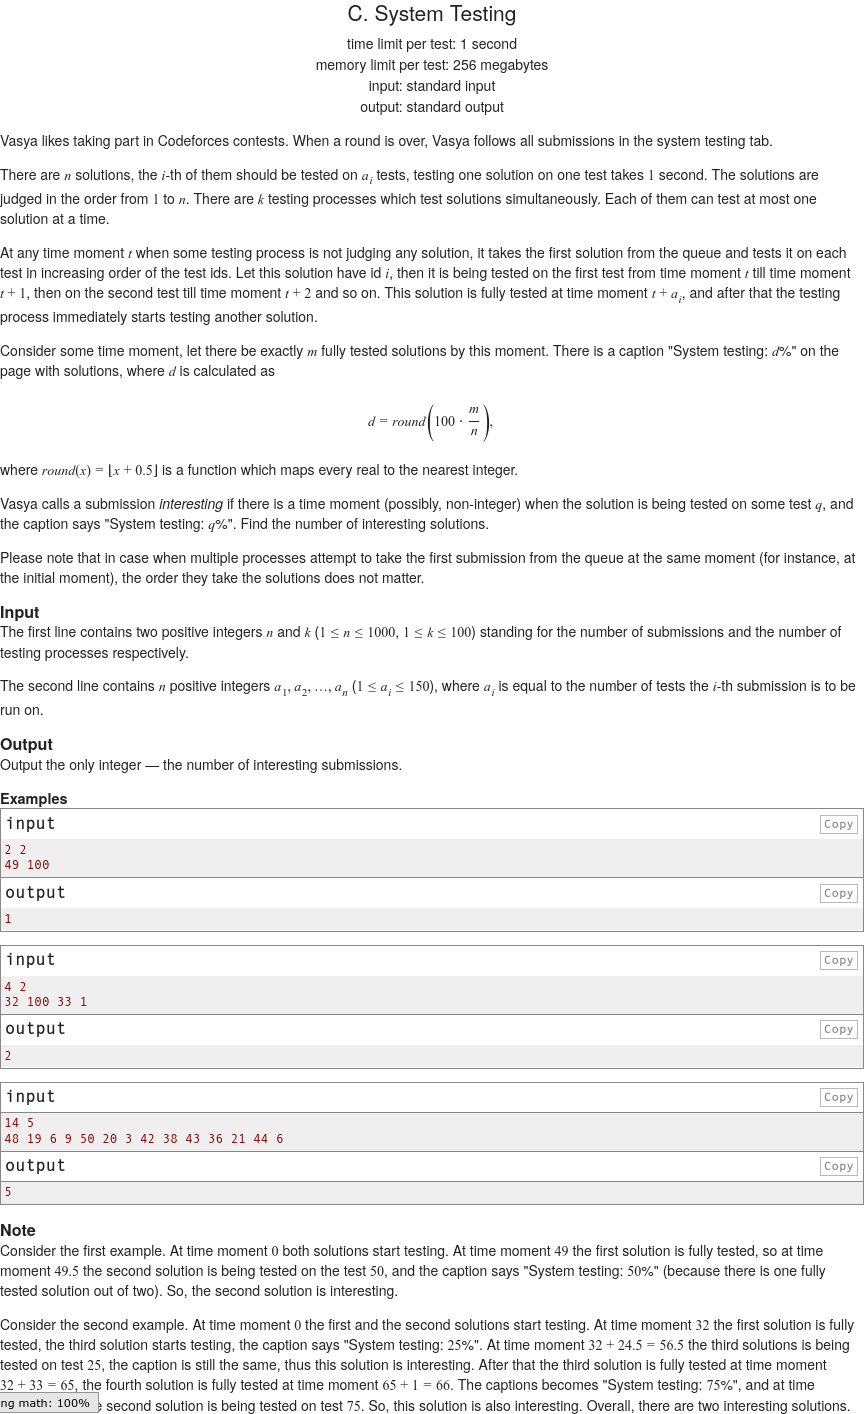 C. System Testing
time limit per test: 1 second
memory limit per test: 256 megabytes
input: standard input
output: standard output
Vasya likes taking part in Codeforces contests. When a round is over, Vasya follows all submissions in the system testing tab.
There are n solutions, the i-th of them should be tested on a_i tests, testing one solution on one test takes 1 second. The solutions are
judged in the order from 1 to n. There are k testing processes which test solutions simultaneously. Each of them can test at most one
solution at a time.
At any time moment t when some testing process is not judging any solution, it takes the first solution from the queue and tests it on each
test in increasing order of the test ids. Let this solution have id i, then it is being tested on the first test from time moment t till time moment
t + 1, then on the second test till time moment t + 2 and so on. This solution is fully tested at time moment t + a_i, and after that the testing
process immediately starts testing another solution.
Consider some time moment, let there be exactly m fully tested solutions by this moment. There is a caption "System testing: d%" on the
page with solutions, where d is calculated as
d = round(100 · m/n),
where round(x) = ⌊x + 0.5⌋ is a function which maps every real to the nearest integer.
Vasya calls a submission interesting if there is a time moment (possibly, non-integer) when the solution is being tested on some test q, and
the caption says "System testing: q%". Find the number of interesting solutions.
Please note that in case when multiple processes attempt to take the first submission from the queue at the same moment (for instance, at
the initial moment), the order they take the solutions does not matter.
Input
The first line contains two positive integers n and k (1 ≤ n ≤ 1000, 1 ≤ k ≤ 100) standing for the number of submissions and the number of
testing processes respectively.
The second line contains n positive integers a_1, a_2, …, a_n (1 ≤ a_i ≤ 150), where a_i is equal to the number of tests the i-th submission is to be
run on.
Output
Output the only integer — the number of interesting submissions.
Examples
input
Copy
2 2
49 100
output
Copy
1
input
Copy
4 2
32 100 33 1
output
Copy
2
input
Copy
14 5
48 19 6 9 50 20 3 42 38 43 36 21 44 6
output
Copy
5
Note
Consider the first example. At time moment 0 both solutions start testing. At time moment 49 the first solution is fully tested, so at time
moment 49.5 the second solution is being tested on the test 50, and the caption says "System testing: 50%" (because there is one fully
tested solution out of two). So, the second solution is interesting.
Consider the second example. At time moment 0 the first and the second solutions start testing. At time moment 32 the first solution is fully
tested, the third solution starts testing, the caption says "System testing: 25%". At time moment 32 + 24.5 = 56.5 the third solutions is being
tested on test 25, the caption is still the same, thus this solution is interesting. After that the third solution is fully tested at time moment
32 + 33 = 65, the fourth solution is fully tested at time moment 65 + 1 = 66. The captions becomes "System testing: 75%", and at time
ng math: 100%
second solution is being tested on test 75. So, this solution is also interesting. Overall, there are two interesting solutions.